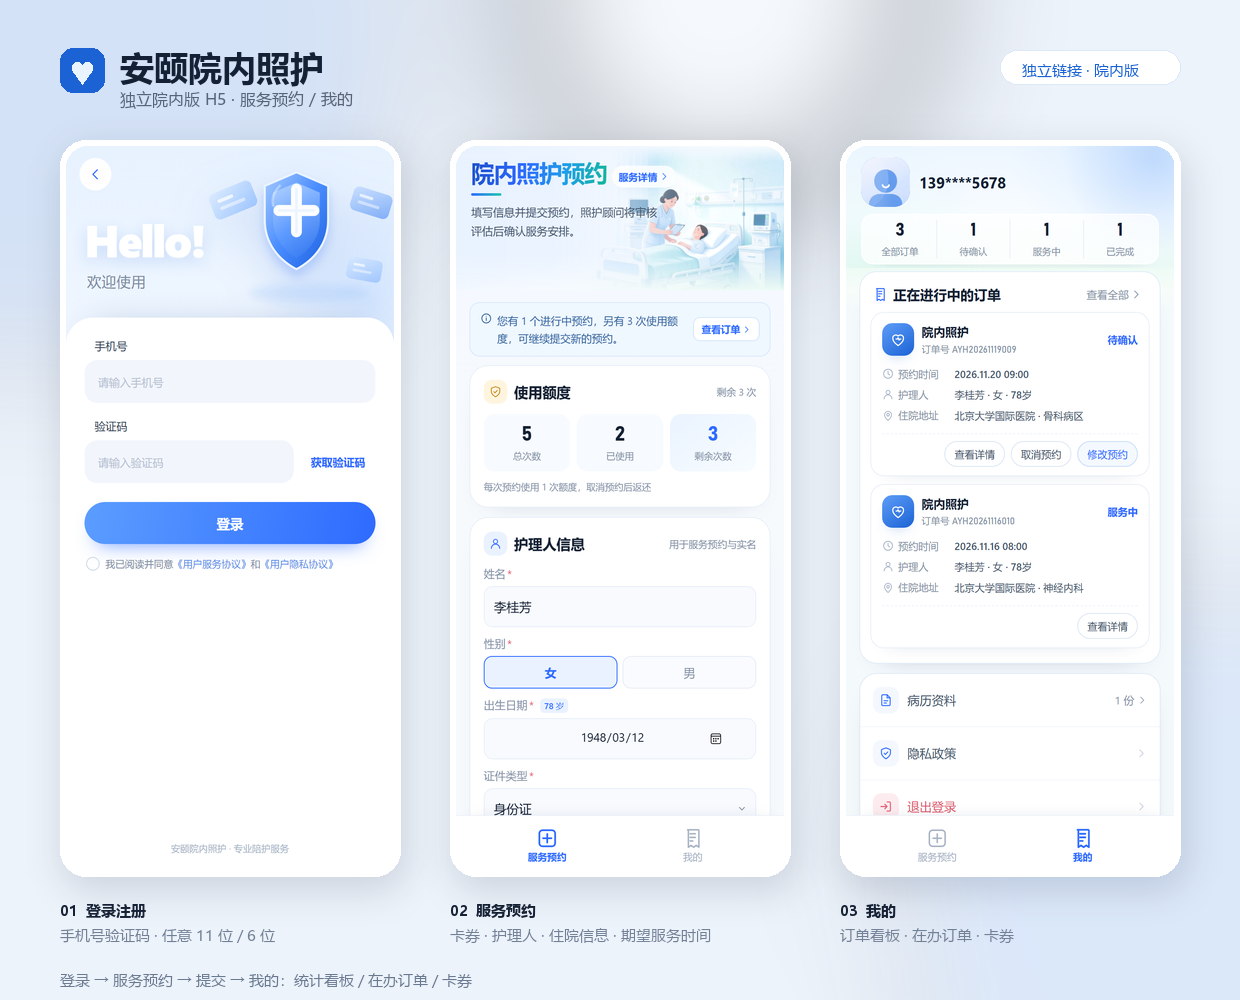 安颐院内照护
独立院内版 H5 · 服务预约 / 我的
独立链接 · 院内版
Hello!
欢迎使用
手机号
请输入手机号
验证码
请输入验证码
获取验证码
登录
我已阅读并同意《用户服务协议》和《用户隐私协议》
安颐院内照护 · 专业陪护服务
01 登录注册
手机号验证码 · 任意 11 位 / 6 位
院内照护预约
服务详情
填写信息并提交预约，照护顾问将审核
评估后确认服务安排。
您有 1 个进行中预约，另有 3 次使用额
度，可继续提交新的预约。
查看订单
使用额度
剩余 3 次
5
2
3
总次数
已使用
剩余次数
每次预约使用 1 次额度，取消预约后返还
护理人信息
用于服务预约与实名
姓名*
李桂芳
性别*
女
男
出生日期*
78 岁
1948/03/12
证件类型*
身份证
服务预约
我的
02 服务预约
卡券 · 护理人 · 住院信息 · 期望服务时间
139****5678
3
1
1
1
全部订单
待确认
服务中
已完成
正在进行中的订单
查看全部
院内照护
订单号 AYH20261119009
待确认
预约时间 2026.11.20 09:00
护理人 李桂芳 · 女 · 78岁
住院地址 北京大学国际医院 · 骨科病区
查看详情
取消预约
修改预约
院内照护
订单号 AYH20261116010
服务中
预约时间 2026.11.16 08:00
护理人 李桂芳 · 女 · 78岁
住院地址 北京大学国际医院 · 神经内科
查看详情
病历资料
1 份
隐私政策
退出登录
服务预约
我的
03 我的
订单看板 · 在办订单 · 卡券
登录 → 服务预约 → 提交 → 我的：统计看板 / 在办订单 / 卡券